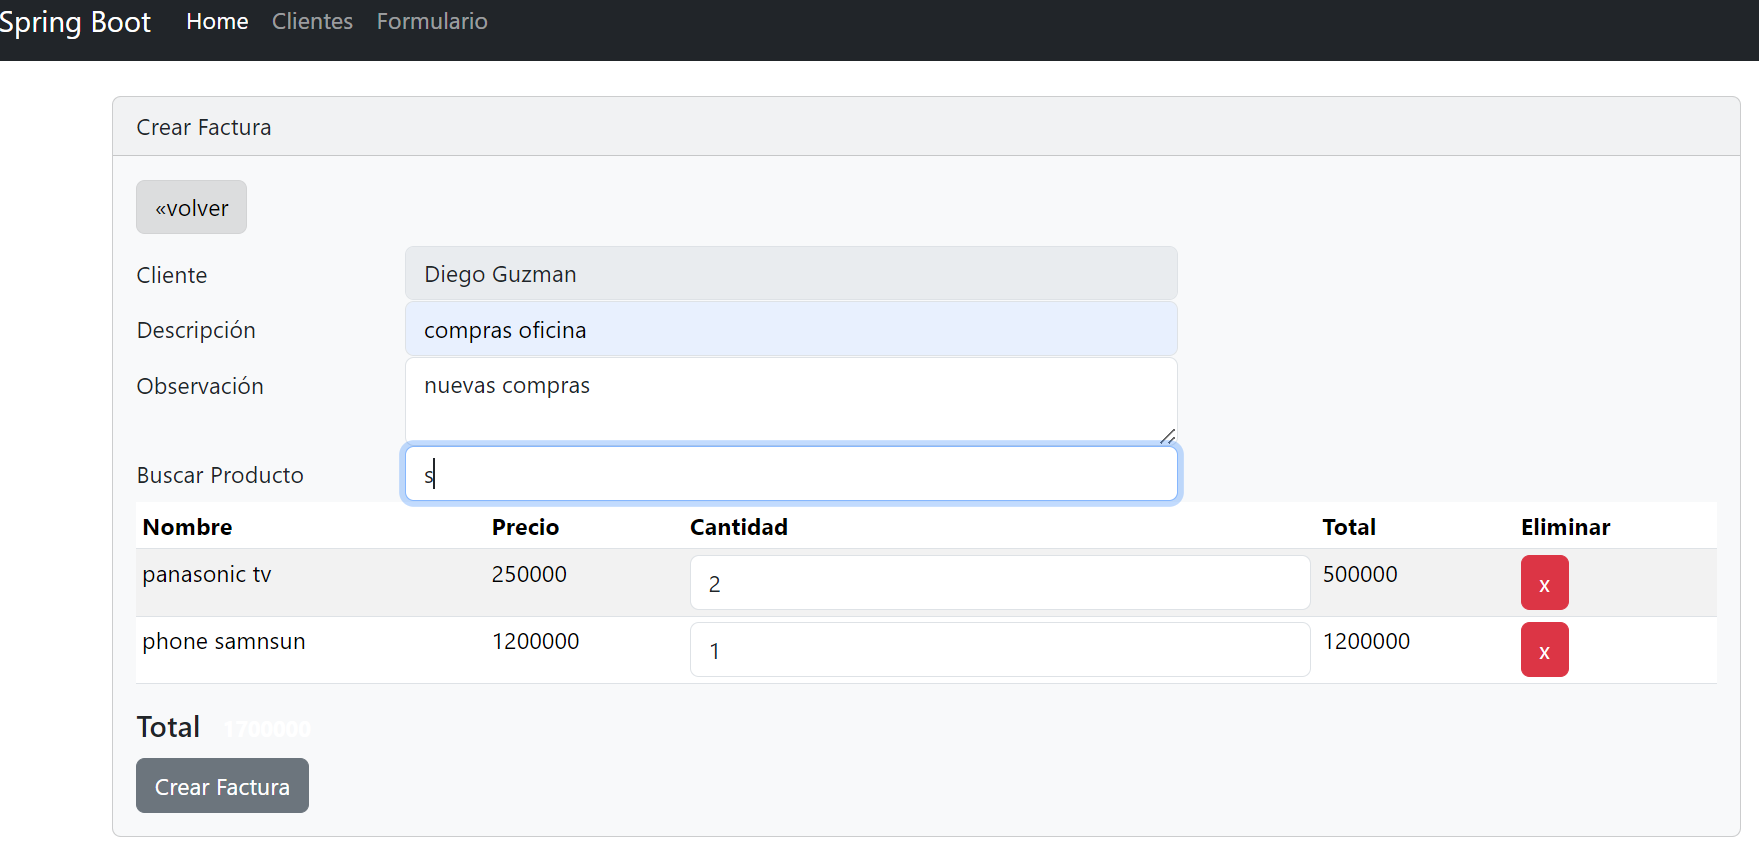 Spring Boot Home Clientes Formulario
Crear Factura
«volver
Cliente Diego Guzman
Descripción compras oficina
Observación nuevas compras
Buscar Producto s
Nombre Precio Cantidad Total Eliminar
panasonic tv 250000 2 500000 x
phone samnsun 1200000 1 1200000 x
Total 1700000
Crear Factura